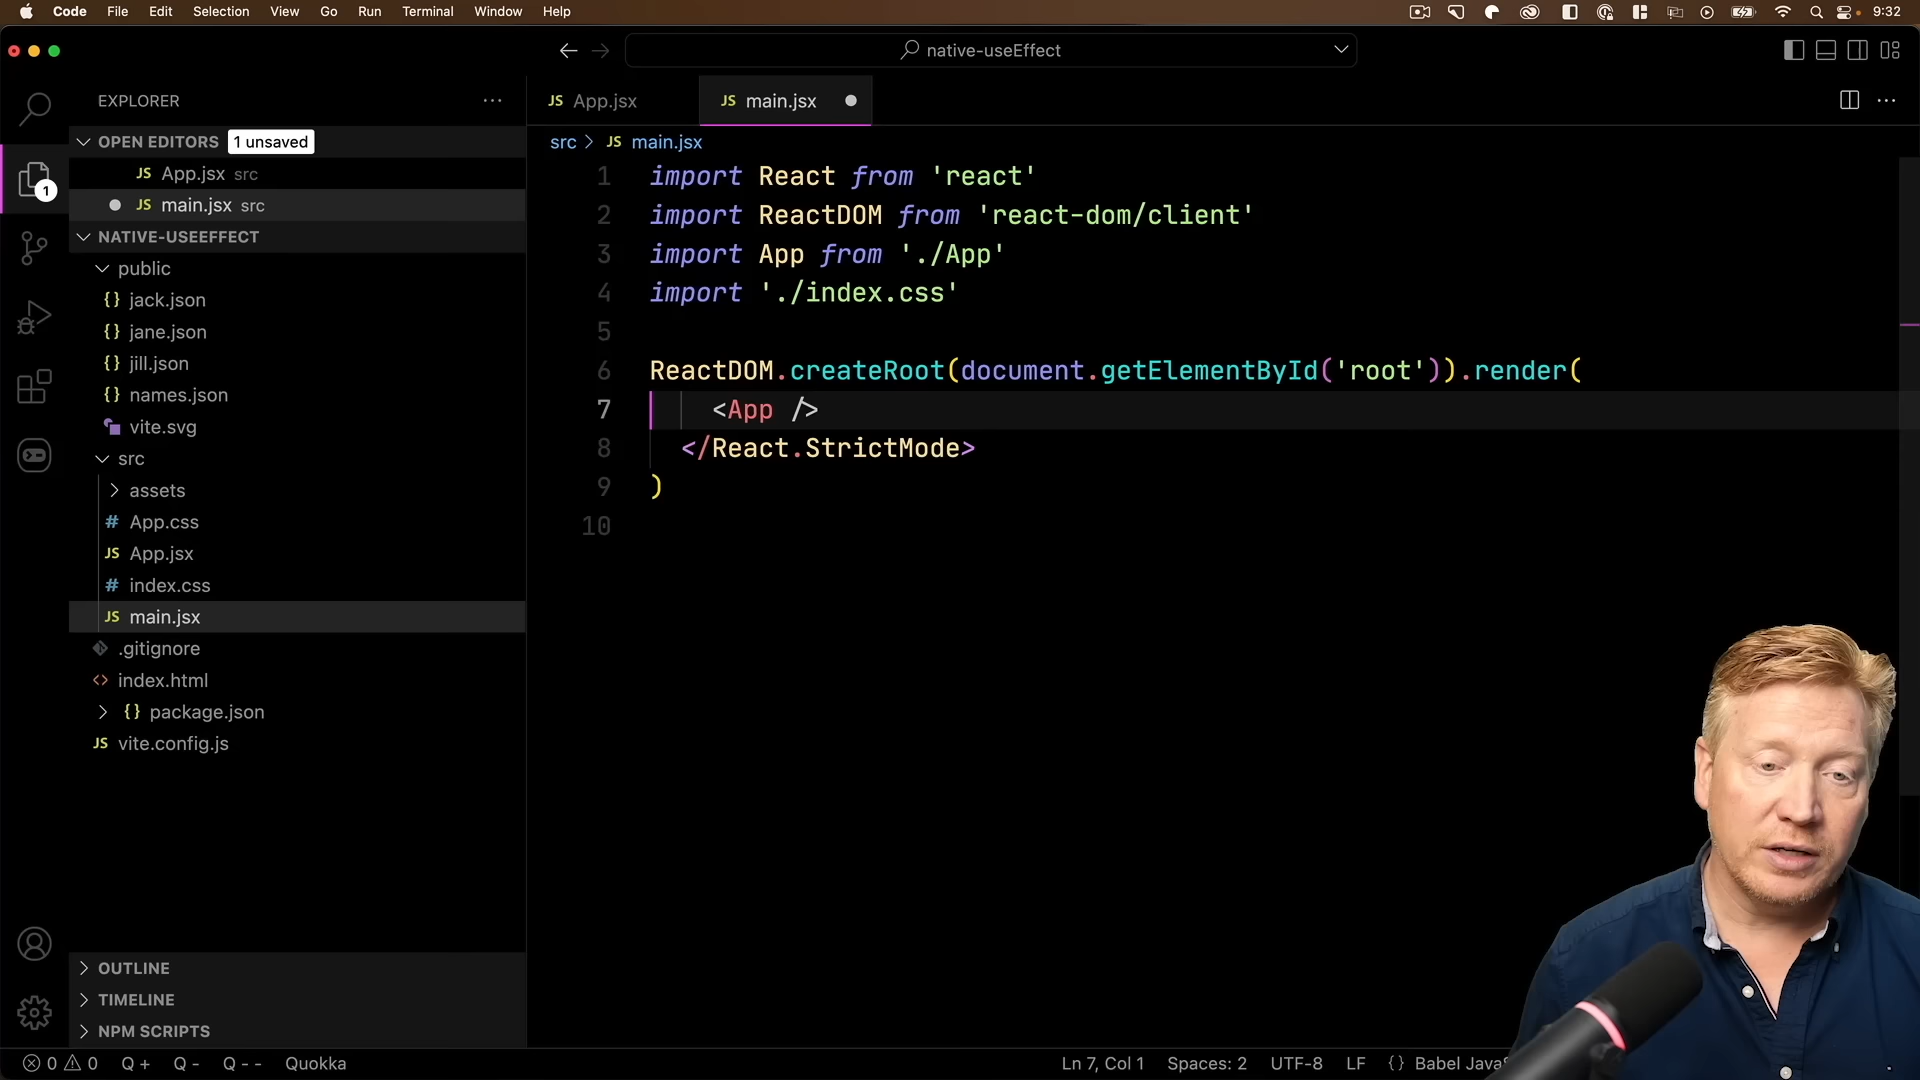 Code File Edit Selection View Go Run Terminal Window Help 9:32
native-useEffect
EXPLORER
JS App.jsx
JS main.jsx
OPEN EDITORS 1 unsaved
src > JS main.jsx
JS App.jsx src
1
JS main.jsx src
NATIVE-USEEFFECT
public
{} jack.json
{} jane.json
{} jill.json
{} names.json
vite.svg
src
assets
# App.css
JS App.jsx
# index.css
JS main.jsx
.gitignore
<> index.html
{} package.json
JS vite.config.js
OUTLINE
TIMELINE
NPM SCRIPTS
1 import React from 'react'
2 import ReactDOM from 'react-dom/client'
3 import App from './App'
4 import './index.css'
5
6 ReactDOM.createRoot(document.getElementById('root')).render(
7 <App />
8 </React.StrictMode>
9 )
10
0 0 Q + Q - Q - - Quokka Ln 7, Col 1 Spaces: 2 UTF-8 LF {} Babel